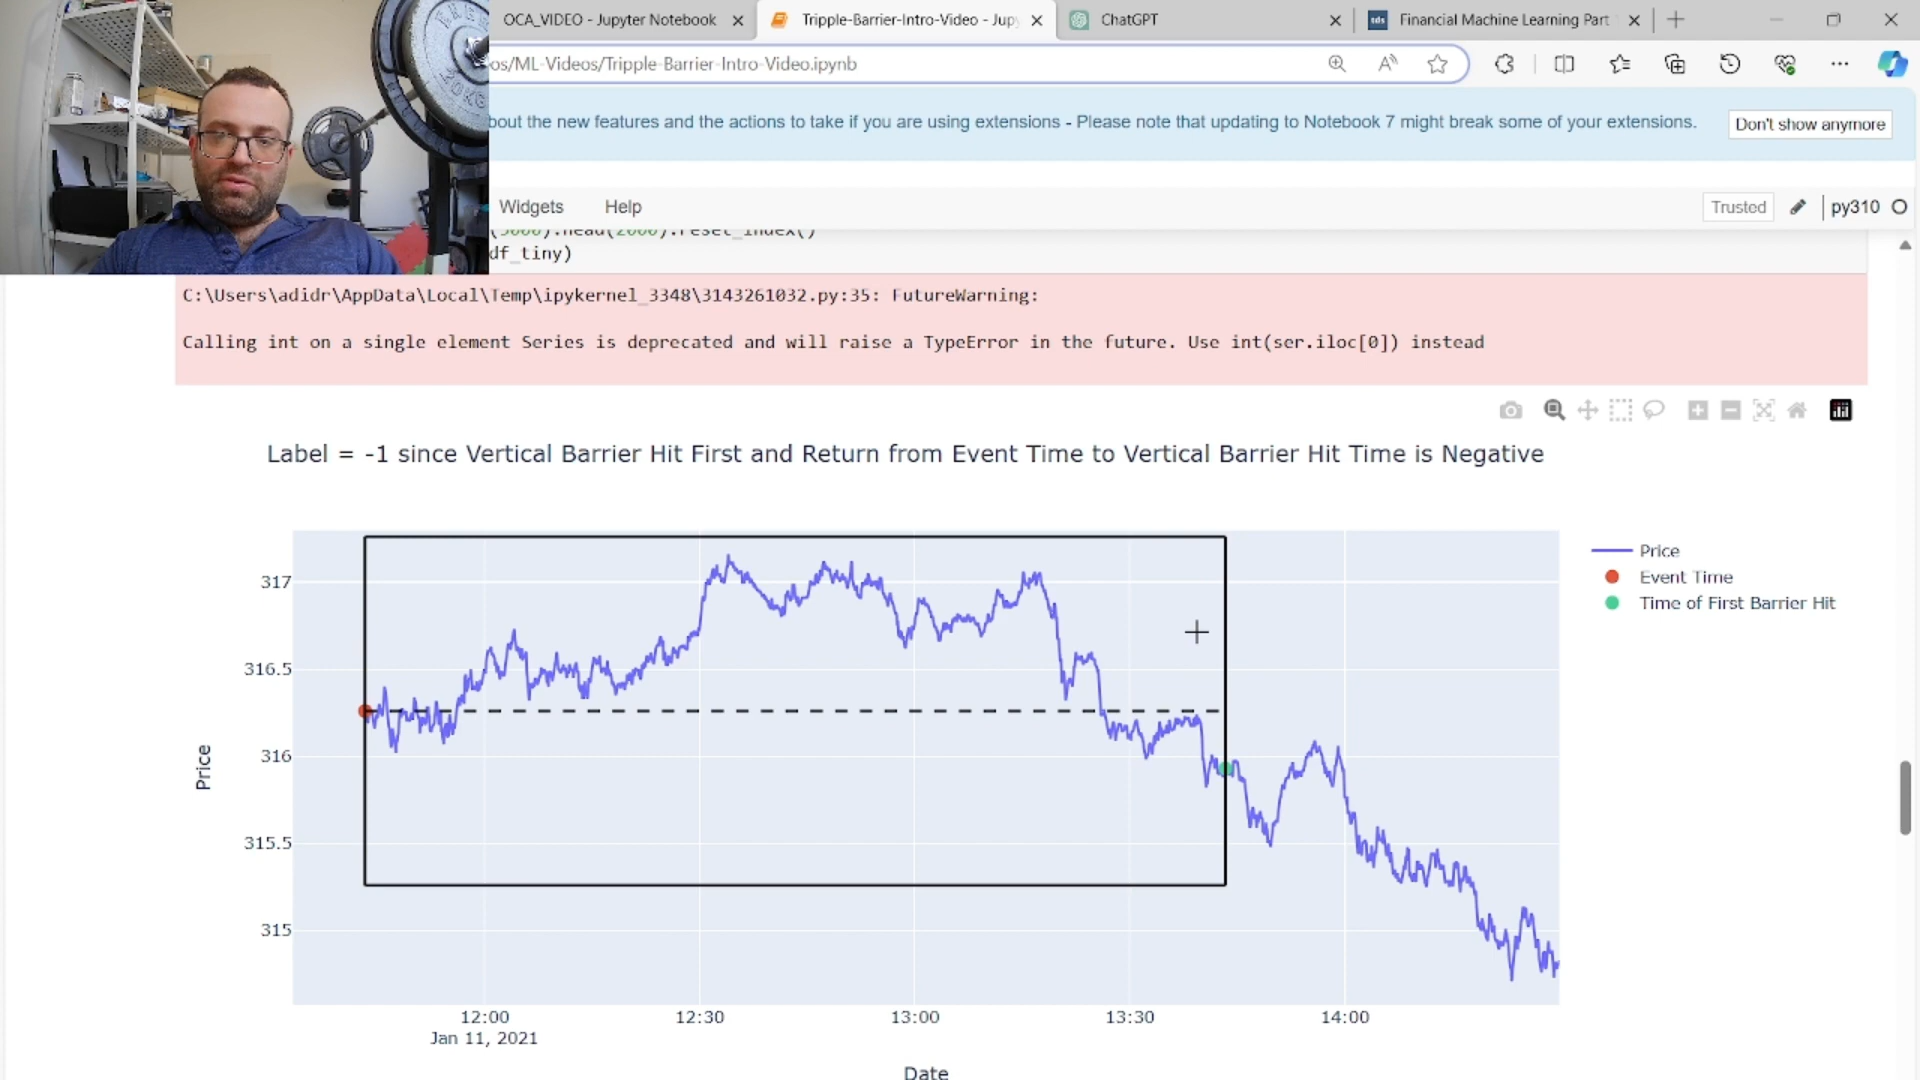 OCA_VIDEO - Jupyter Notebook
Tripple-Barrier-Intro-Video - Jup
ChatGPT
tds
Financial Machine Learning Part
os/ML-Videos/Tripple-Barrier-Intro-Video.ipynb
bout the new features and the actions to take if you are using extensions - Please note that updating to Notebook 7 might break some of your extensions.
Don't show anymore
Widgets
Help
Trusted
py310
(5000).head(2000).reset_index()
df_tiny)
C:\Users\adidr\AppData\Local\Temp\ipykernel_3348\3143261032.py:35: FutureWarning:
Calling int on a single element Series is deprecated and will raise a TypeError in the future. Use int(ser.iloc[0]) instead
Label = -1 since Vertical Barrier Hit First and Return from Event Time to Vertical Barrier Hit Time is Negative
Price
Event Time
Time of First Barrier Hit
317
316.5
316
315.5
315
Price
12:00
12:30
13:00
13:30
14:00
Jan 11, 2021
Date